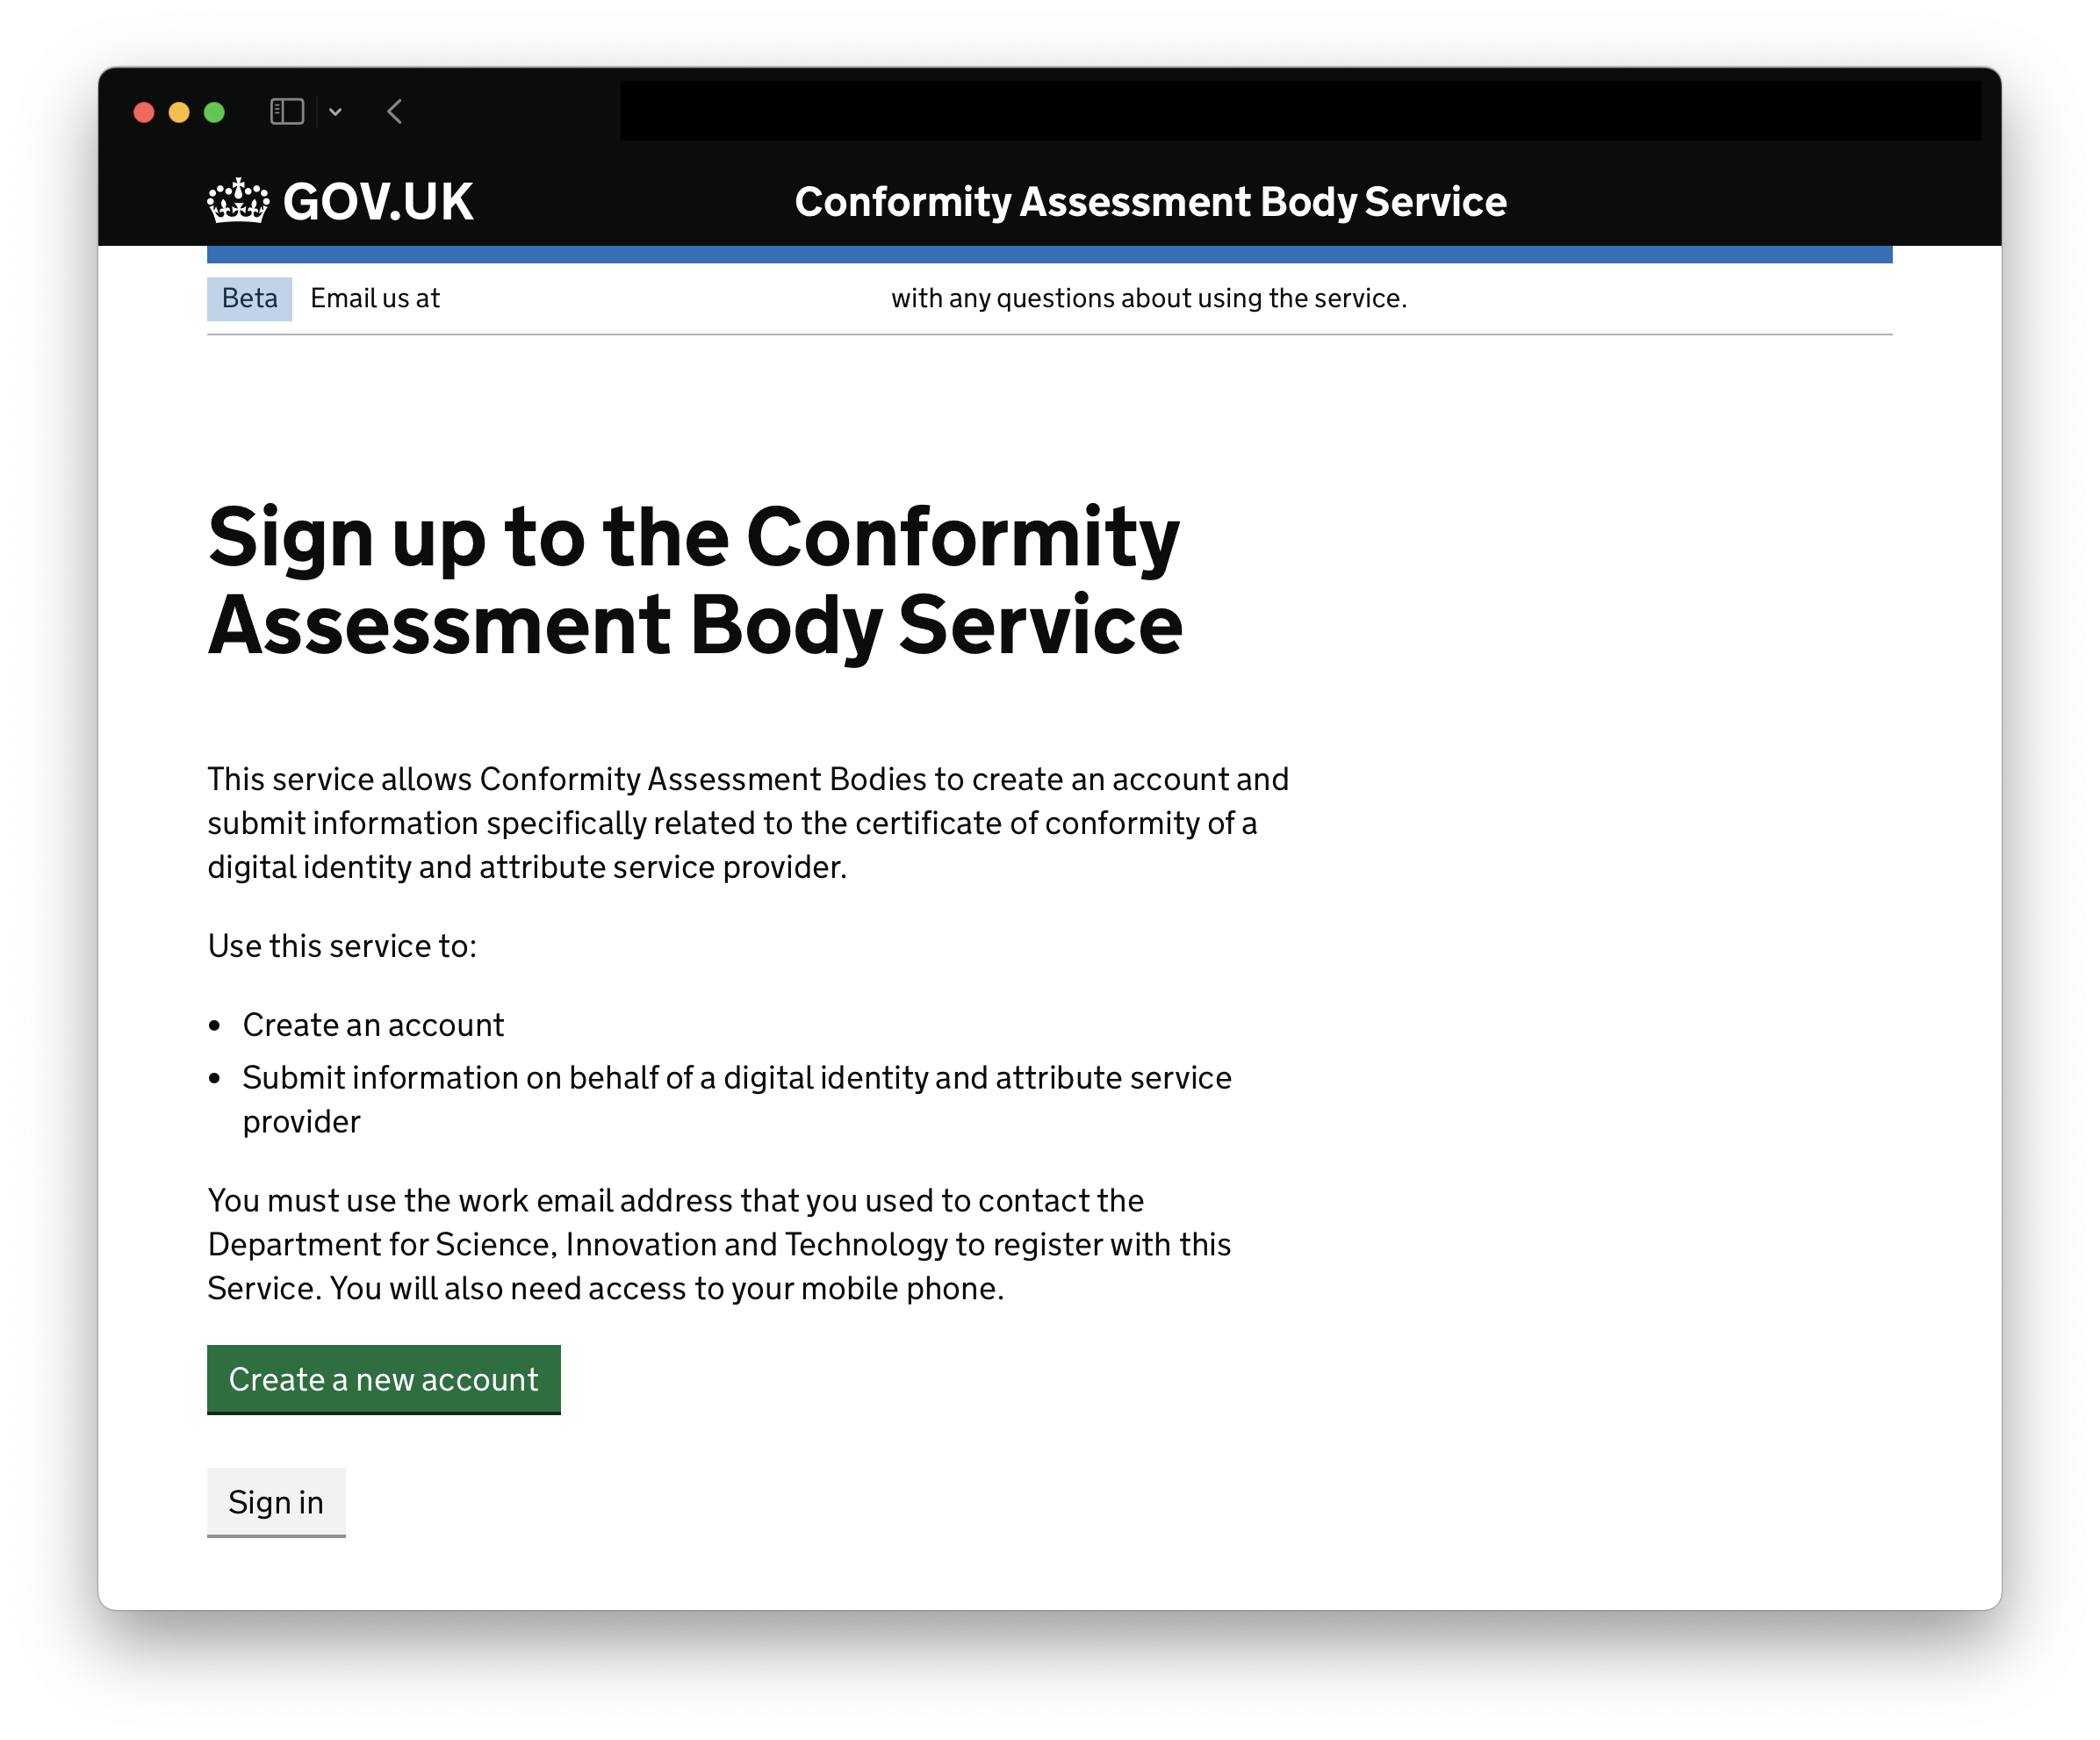 GOV.UK
Conformity Assessment Body Service
Beta
Email us at
with any questions about using the service.
Sign up to the Conformity
Assessment Body Service
This service allows Conformity Assessment Bodies to create an account and
submit information specifically related to the certificate of conformity of a
digital identity and attribute service provider.
Use this service to:
• Create an account
• Submit information on behalf of a digital identity and attribute service
provider
You must use the work email address that you used to contact the
Department for Science, Innovation and Technology to register with this
Service. You will also need access to your mobile phone.
Create a new account
Sign in